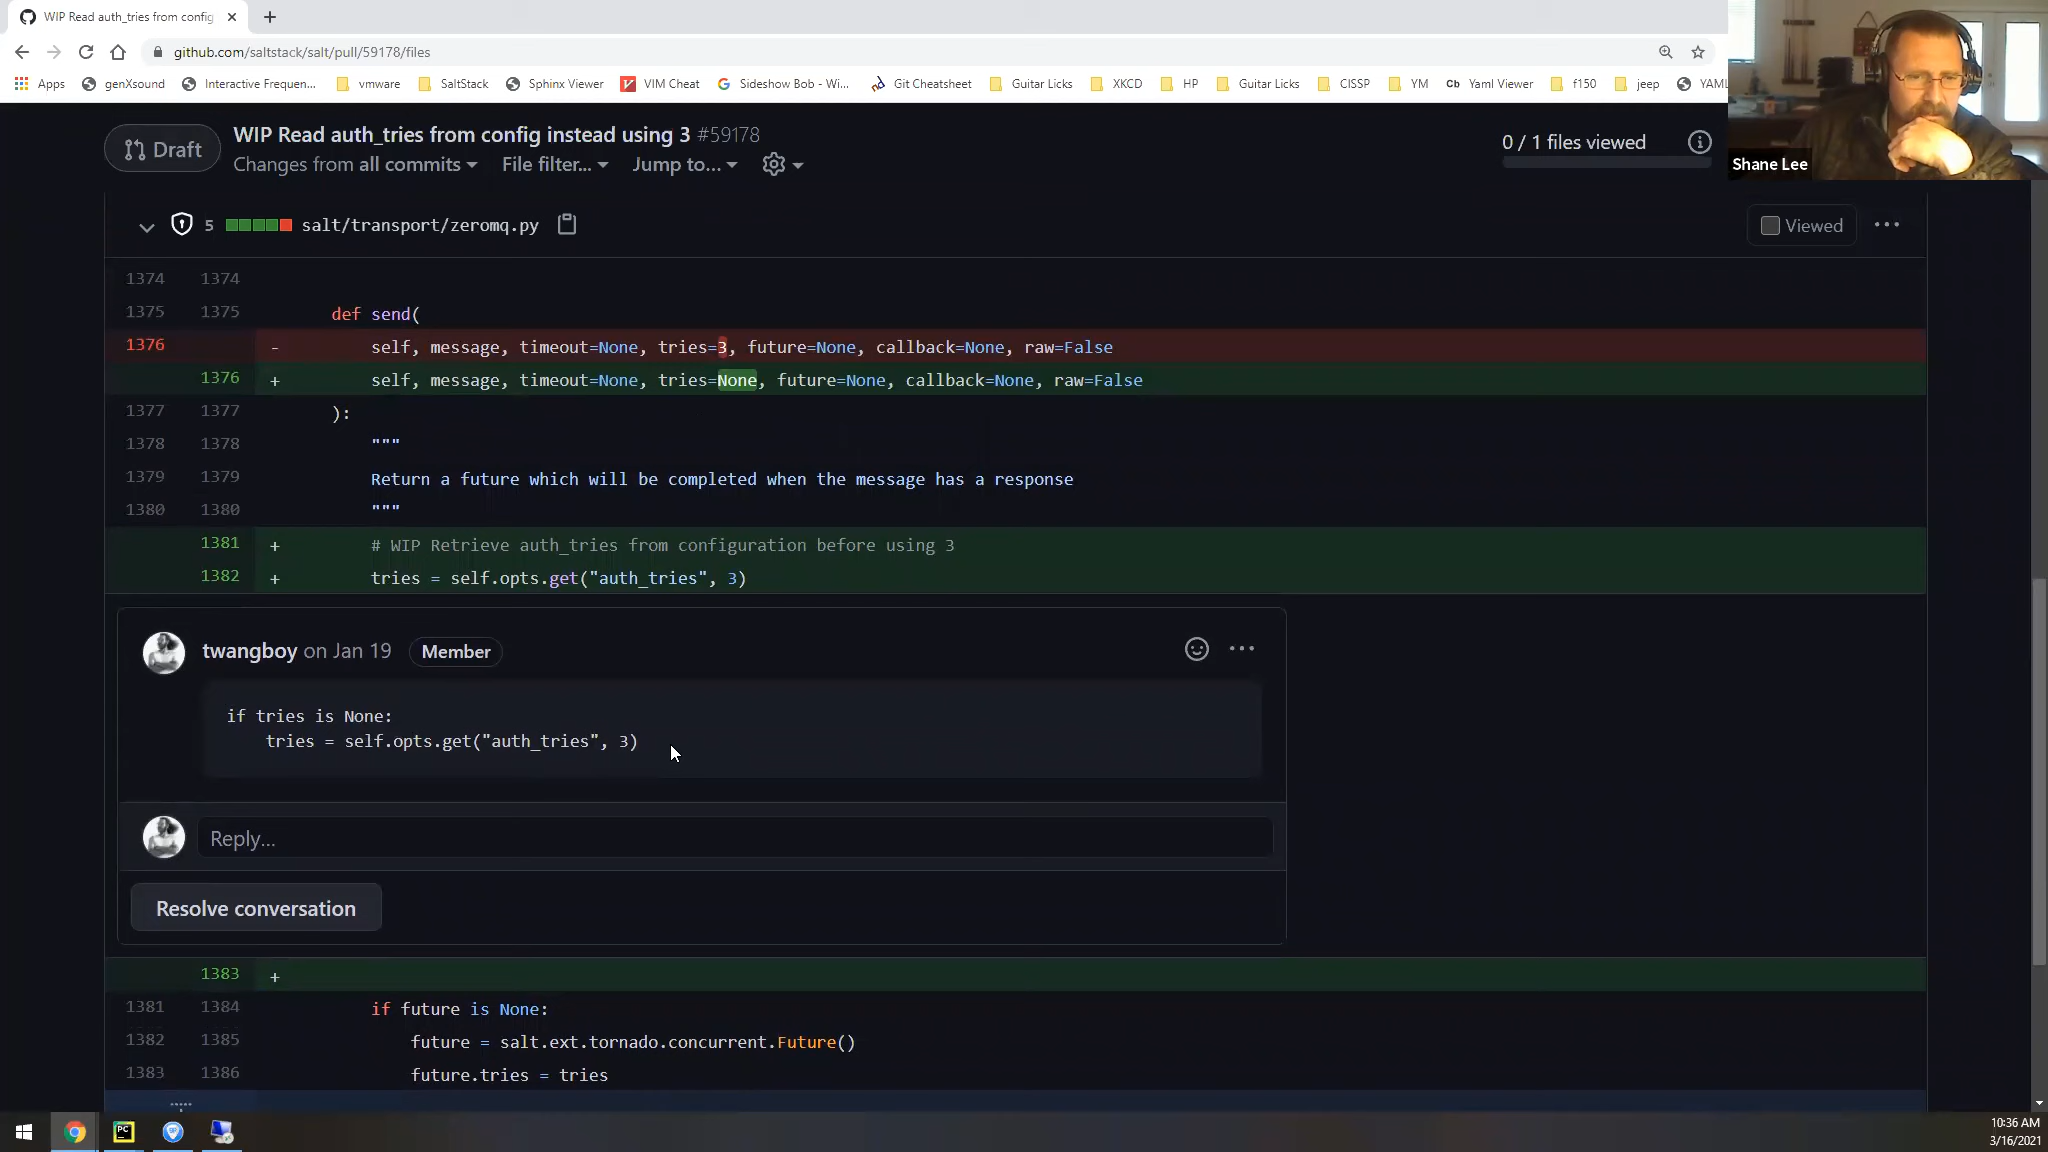 WIP Read auth_tries from config
github.com/saltstack/salt/pull/59178/files
Apps genXsound Interactive Frequen... vmware SaltStack Sphinx Viewer VIM Cheat Sideshow Bob - Wi... Git Cheatsheet Guitar Licks XKCD HP Guitar Licks CISSP YM Cb Yaml Viewer f150 jeep YAML
Shane Lee
Draft
WIP Read auth_tries from config instead using 3 #59178
Changes from all commits File filter... Jump to...
0 / 1 files viewed
5 salt/transport/zeromq.py
Viewed
1374 1374
1375 1375 def send(
1376 - self, message, timeout=None, tries=3, future=None, callback=None, raw=False
1376 + self, message, timeout=None, tries=None, future=None, callback=None, raw=False
1377 1377 ):
1378 1378 """
1379 1379 Return a future which will be completed when the message has a response
1380 1380 """
1381 + # WIP Retrieve auth_tries from configuration before using 3
1382 + tries = self.opts.get("auth_tries", 3)
twangboy on Jan 19 Member
if tries is None:
tries = self.opts.get("auth_tries", 3)
Reply...
Resolve conversation
1383 +
1381 1384 if future is None:
1382 1385 future = salt.ext.tornado.concurrent.Future()
1383 1386 future.tries = tries
PC
10:36 AM
3/16/2021